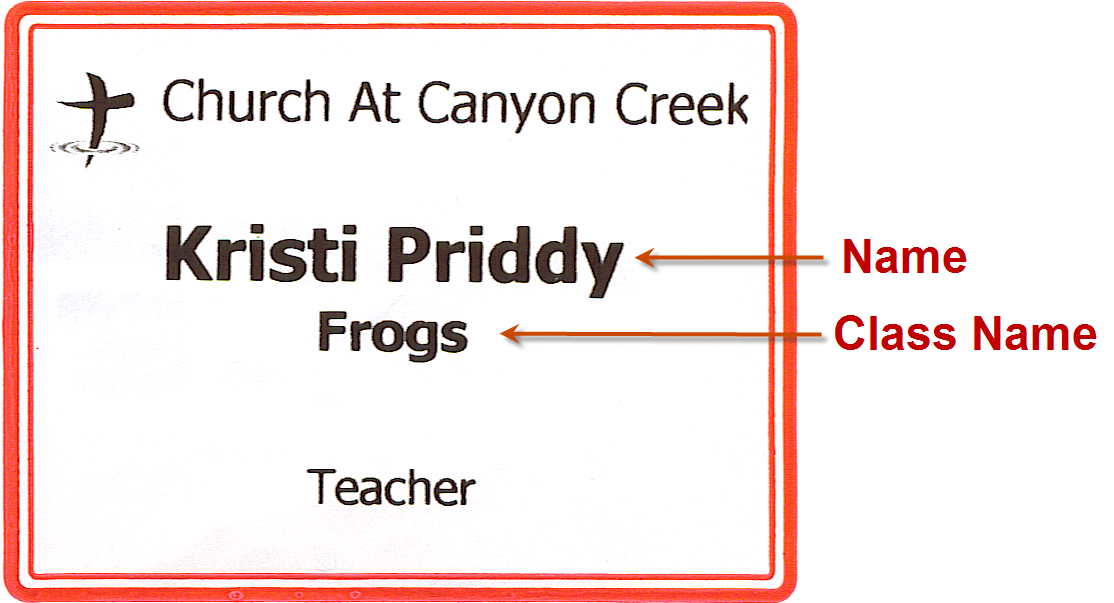 Church At Canyon Creek
Kristi Priddy
Name
Frogs
Class Name
Teacher